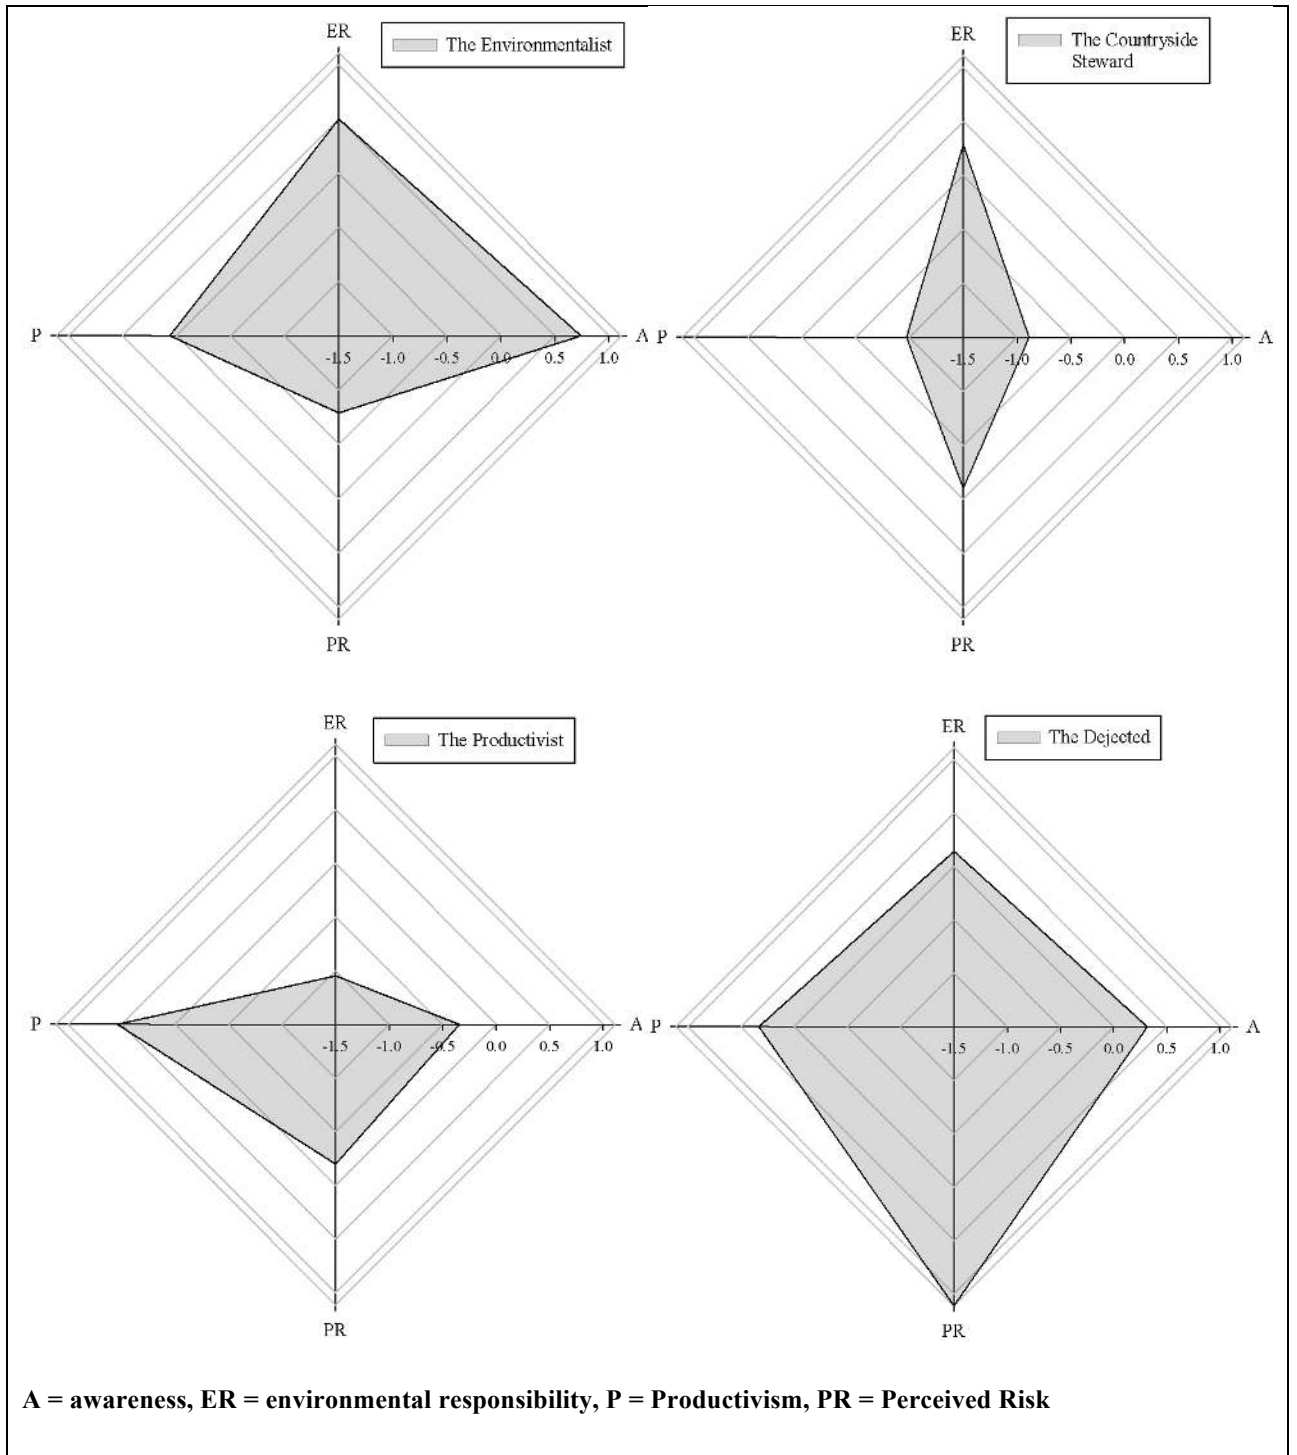 ER
The Environmentalist
P
A
-1.5 -1.0 -0.5 0.0 0.5 1.0
PR
ER
The Countryside
Steward
P
A
-1.5 -1.0 -0.5 0.0 0.5 1.0
PR
ER
The Productivist
P
A
-1.5 -1.0 -0.5 0.0 0.5 1.0
PR
ER
The Dejected
P
A
-1.5 -1.0 -0.5 0.0 0.5 1.0
PR
A = awareness, ER = environmental responsibility, P = Productivism, PR = Perceived Risk